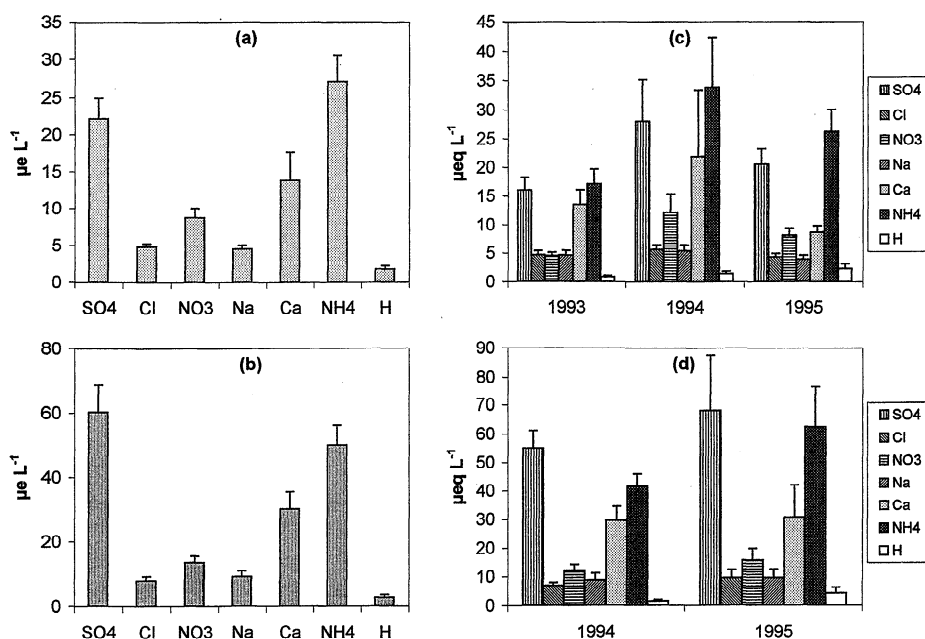 (a)
µe L⁻¹
35
30
25
20
15
10
5
0
SO4 Cl NO3 Na Ca NH4 H
(c)
µeq L⁻¹
45
40
35
30
25
20
15
10
5
0
1993 1994 1995
SO4
Cl
NO3
Na
Ca
NH4
H
(b)
µe L⁻¹
80
60
40
20
0
SO4 Cl NO3 Na Ca NH4 H
(d)
µeq L⁻¹
90
80
70
60
50
40
30
20
10
0
1994 1995
SO4
Cl
NO3
Na
Ca
NH4
H